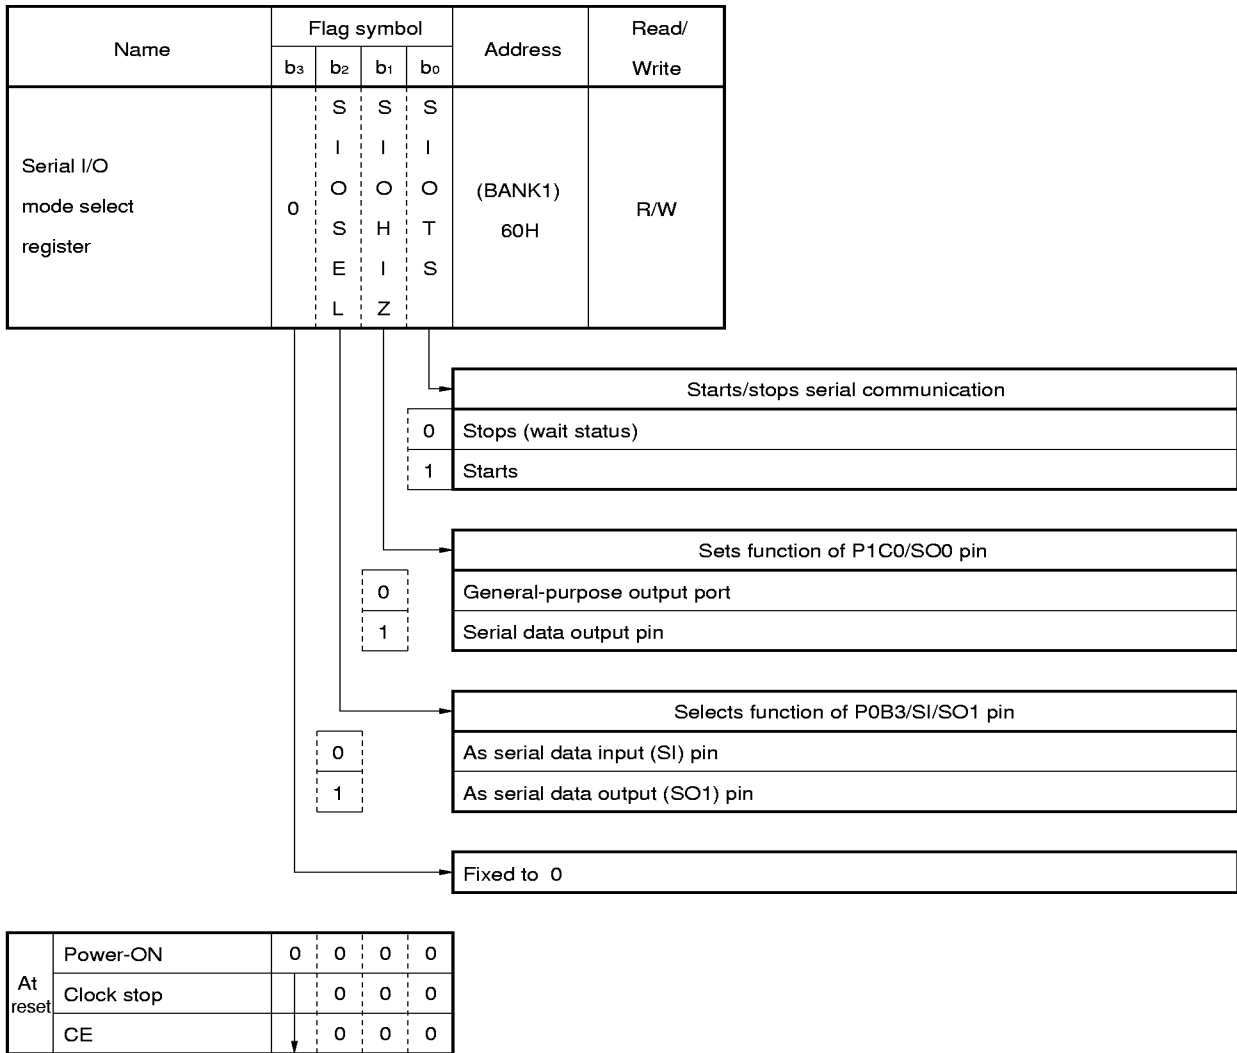 Name
Flag symbol
Address
Read/
Write
b3 b2 b1 b0
Serial I/O
mode select
register
0
SIOSEL
SIOHIZ
SIOTS
(BANK1)
60H
R/W
Starts/stops serial communication
0 Stops (wait status)
1 Starts
Sets function of P1C0/SO0 pin
0 General-purpose output port
1 Serial data output pin
Selects function of P0B3/SI/SO1 pin
0 As serial data input (SI) pin
1 As serial data output (SO1) pin
Fixed to 0
At
reset
Power-ON 0 0 0 0
Clock stop 0 0 0
CE 0 0 0